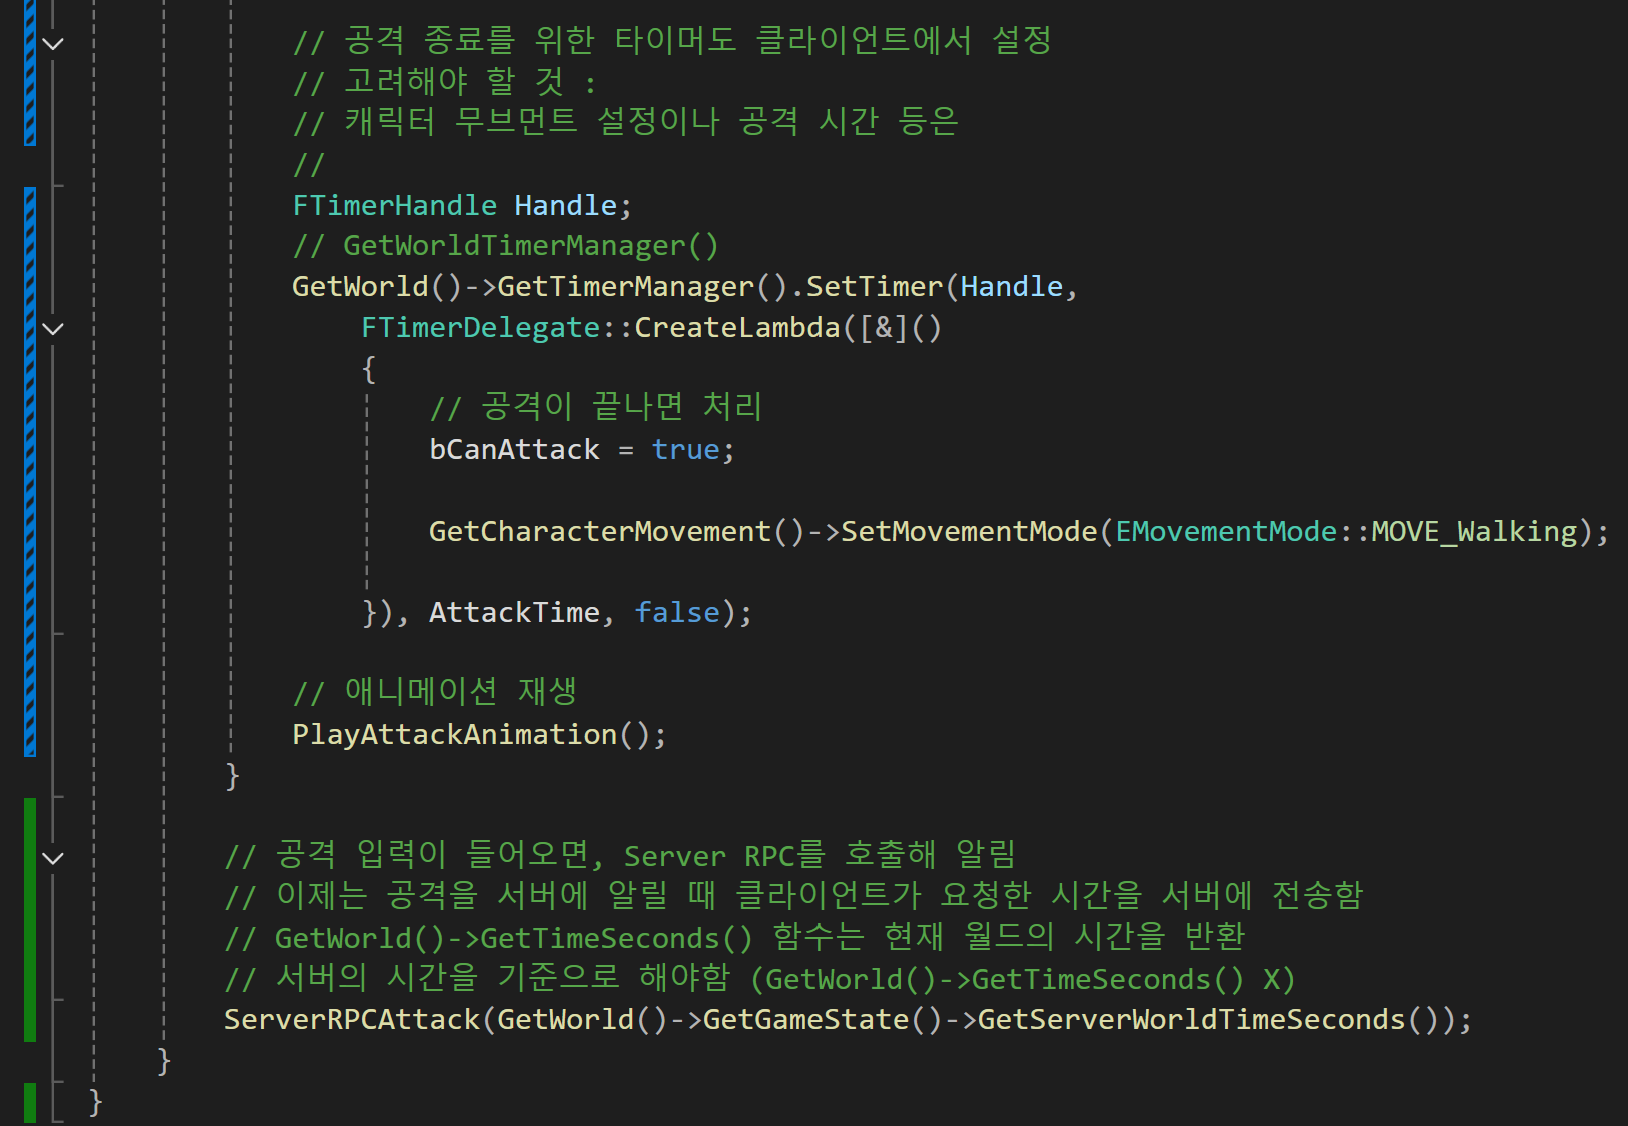 // 공격 종료를 위한 타이머도 클라이언트에서 설정
// 고려해야 할 것 :
// 캐릭터 무브먼트 설정이나 공격 시간 등은
//
FTimerHandle Handle;
// GetWorldTimerManager()
GetWorld()->GetTimerManager().SetTimer(Handle,
FTimerDelegate::CreateLambda([&]()
{
// 공격이 끝나면 처리
bCanAttack = true;
GetCharacterMovement()->SetMovementMode(EMovementMode::MOVE_Walking);
}), AttackTime, false);
// 애니메이션 재생
PlayAttackAnimation();
}
// 공격 입력이 들어오면, Server RPC를 호출해 알림
// 이제는 공격을 서버에 알릴 때 클라이언트가 요청한 시간을 서버에 전송함
// GetWorld()->GetTimeSeconds() 함수는 현재 월드의 시간을 반환
// 서버의 시간을 기준으로 해야함 (GetWorld()->GetTimeSeconds() X)
ServerRPCAttack(GetWorld()->GetGameState()->GetServerWorldTimeSeconds());
}
}